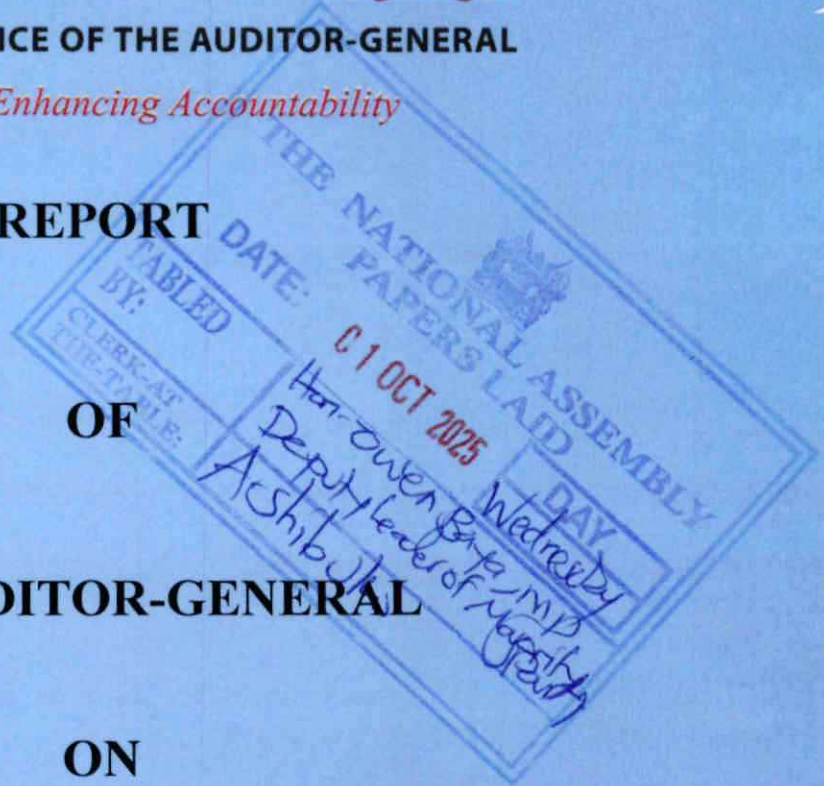 ICE OF THE AUDITOR-GENERAL
Enhancing Accountability
REPORT
OF
DITOR-GENERAL
ON
THE NATIONAL ASSEMBLY
PAPERS LAID
DATE: 01 OCT 2025
DAY
Wednesday
TABLED
BY:
Hon. Owen Baya, MP
Deputy Leader of Majority
Party
CLERK-AT
THE-TABLE: